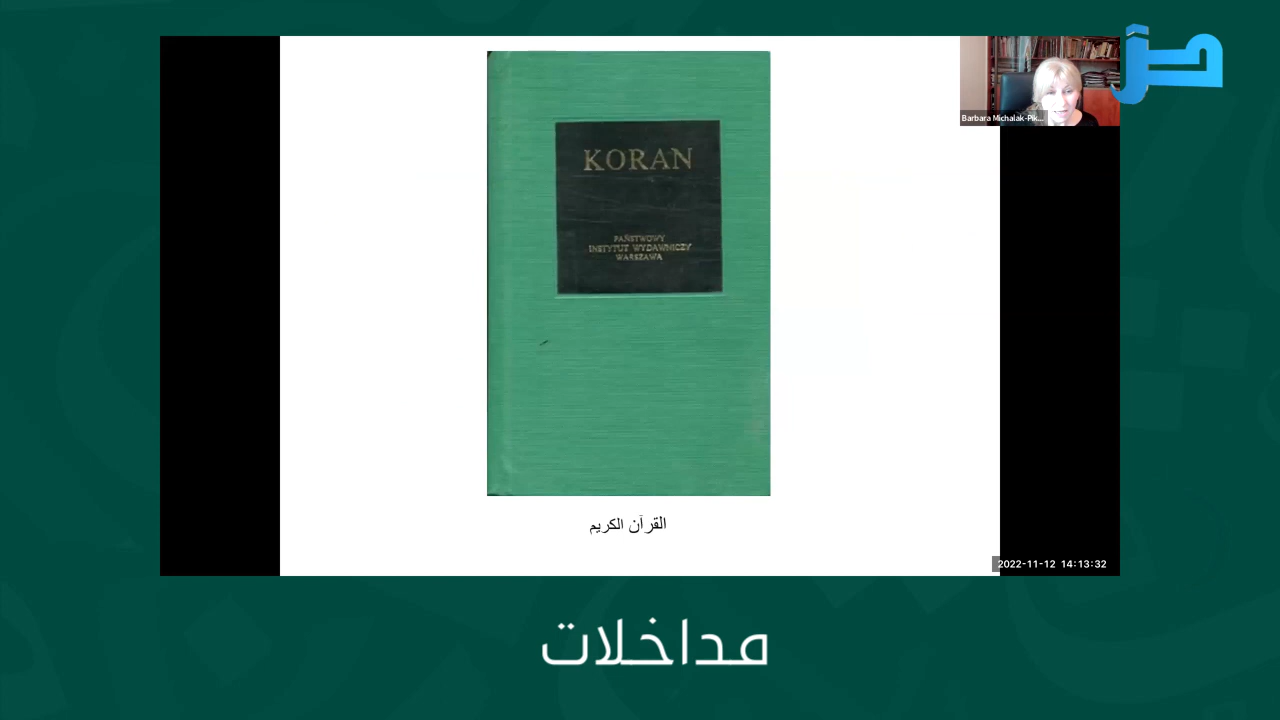 Barbara Michalak-Pik...
KORAN
PAŃSTWOWY
INSTYTUT WYDAWNICZY
WARSZAWA
القرآن الكريم
2022-11-12 14:13:32
مداخلات